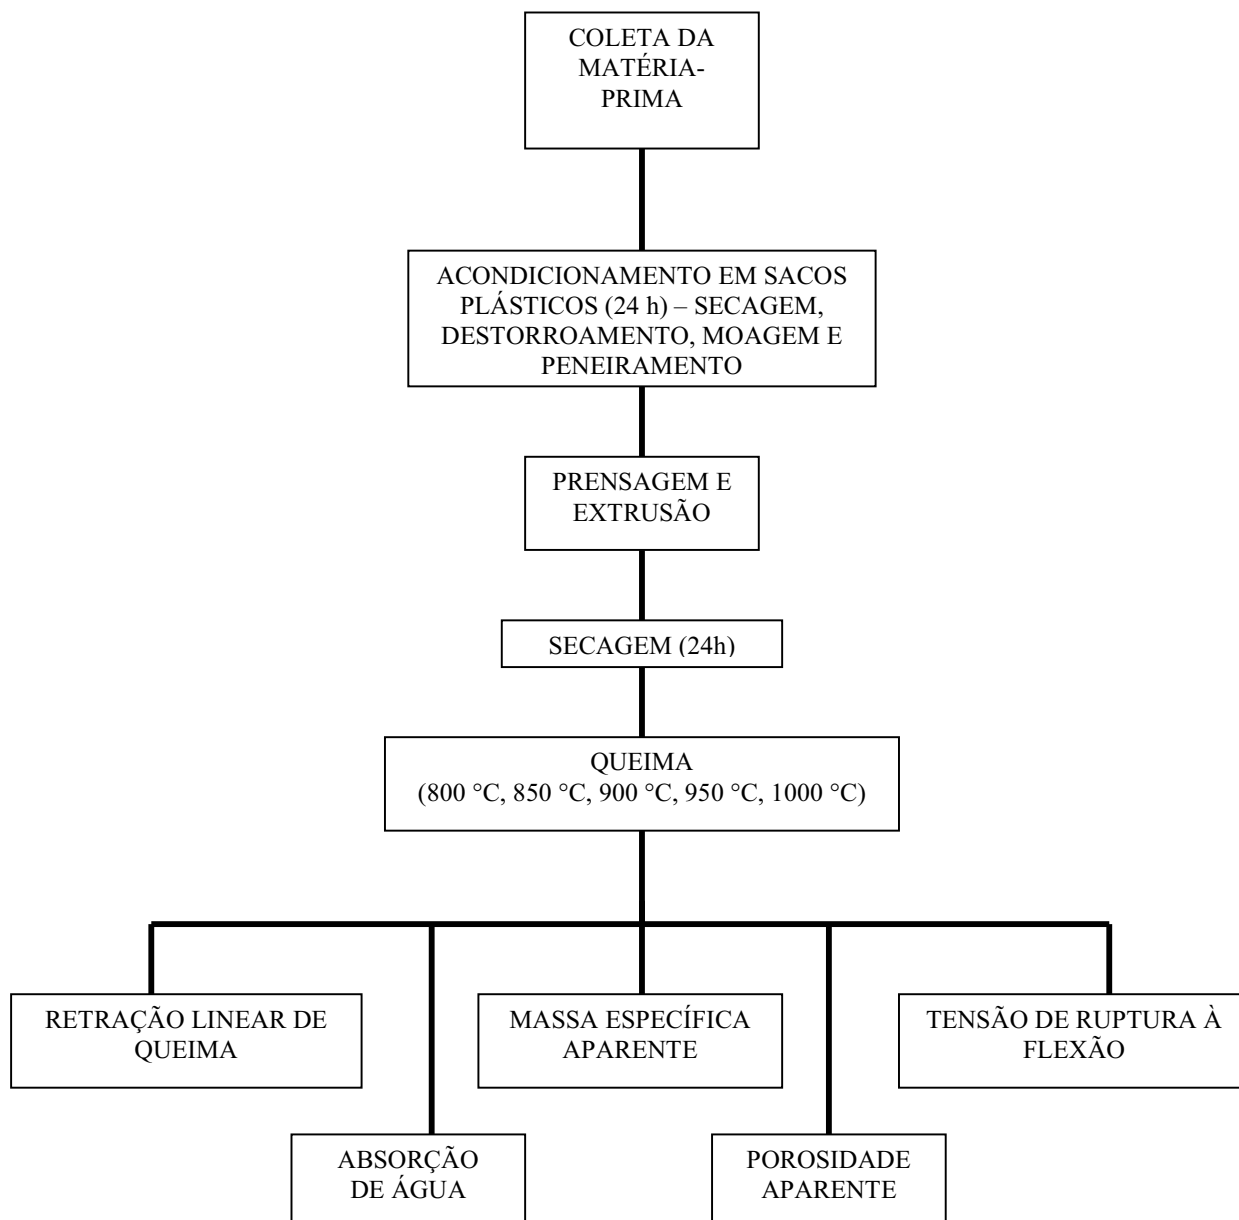 COLETA DA
MATÉRIA-
PRIMA
ACONDICIONAMENTO EM SACOS
PLÁSTICOS (24 h) – SECAGEM,
DESTORROAMENTO, MOAGEM E
PENEIRAMENTO
PRENSAGEM E
EXTRUSÃO
SECAGEM (24h)
QUEIMA
(800 °C, 850 °C, 900 °C, 950 °C, 1000 °C)
RETRAÇÃO LINEAR DE
QUEIMA
MASSA ESPECÍFICA
APARENTE
TENSÃO DE RUPTURA À
FLEXÃO
ABSORÇÃO
DE ÁGUA
POROSIDADE
APARENTE